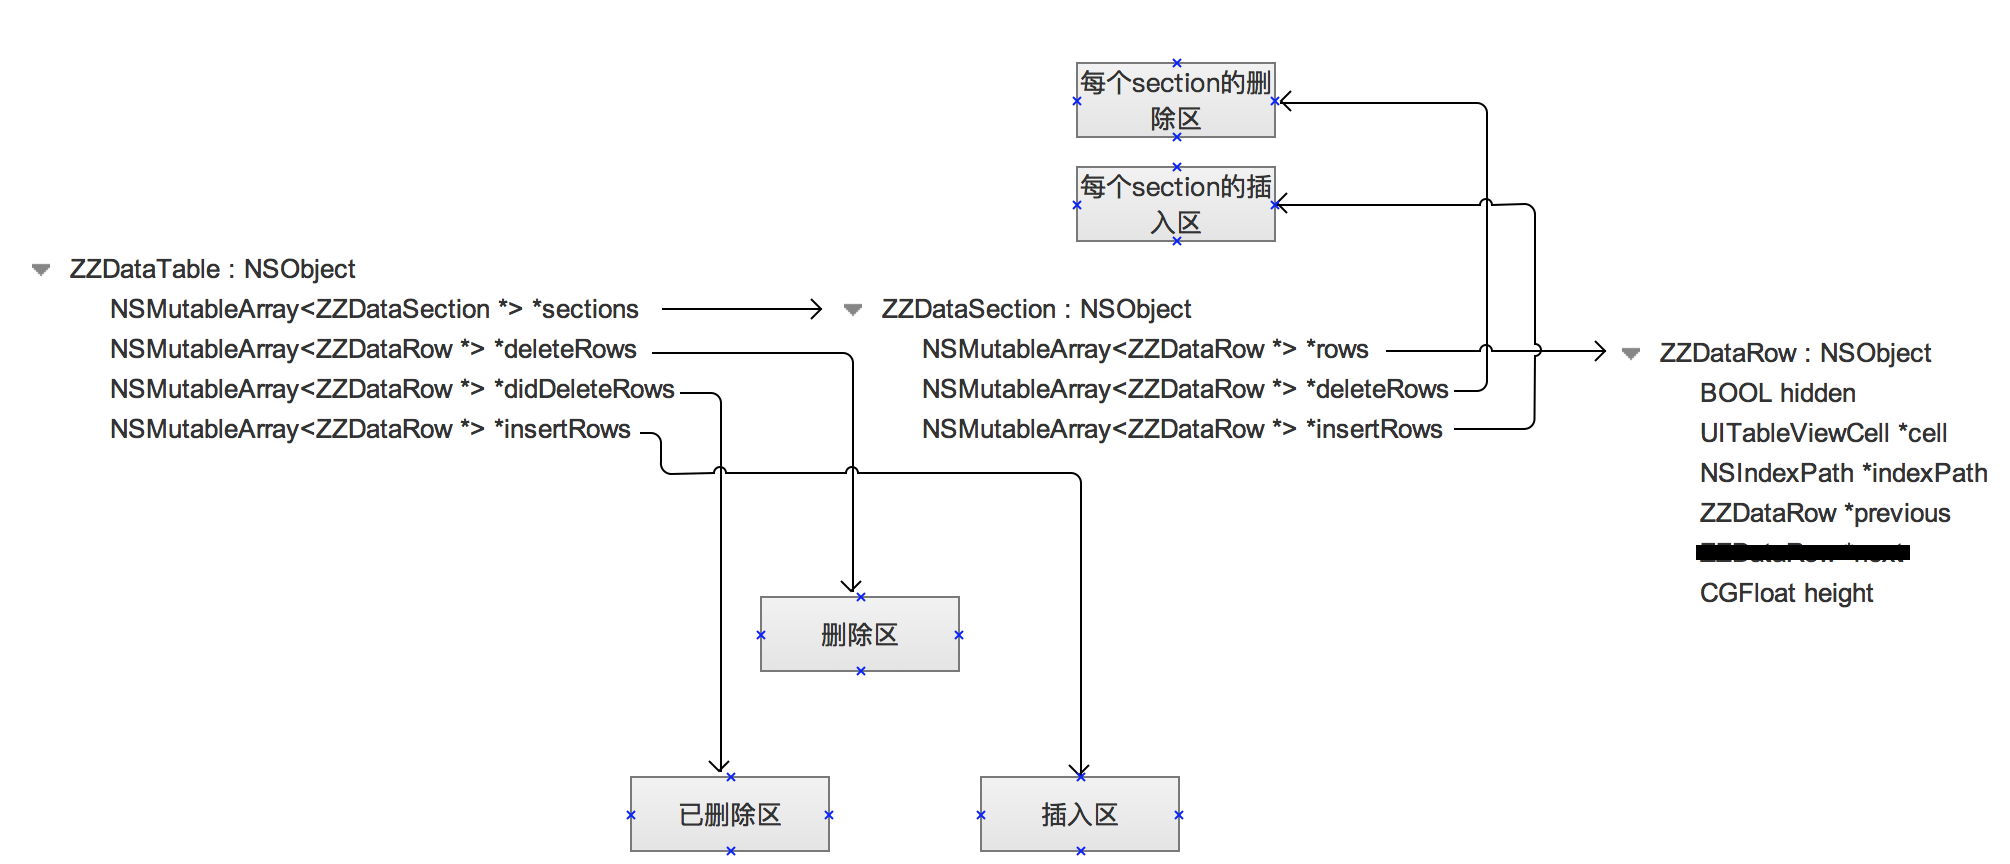 每个section的删
除区
每个section的插
入区
ZZDataTable : NSObject
NSMutableArray<ZZDataSection *> *sections
NSMutableArray<ZZDataRow *> *deleteRows
NSMutableArray<ZZDataRow *> *didDeleteRows
NSMutableArray<ZZDataRow *> *insertRows
ZZDataSection : NSObject
NSMutableArray<ZZDataRow *> *rows
NSMutableArray<ZZDataRow *> *deleteRows
NSMutableArray<ZZDataRow *> *insertRows
ZZDataRow : NSObject
BOOL hidden
UITableViewCell *cell
NSIndexPath *indexPath
ZZDataRow *previous
CGFloat height
删除区
已删除区
插入区